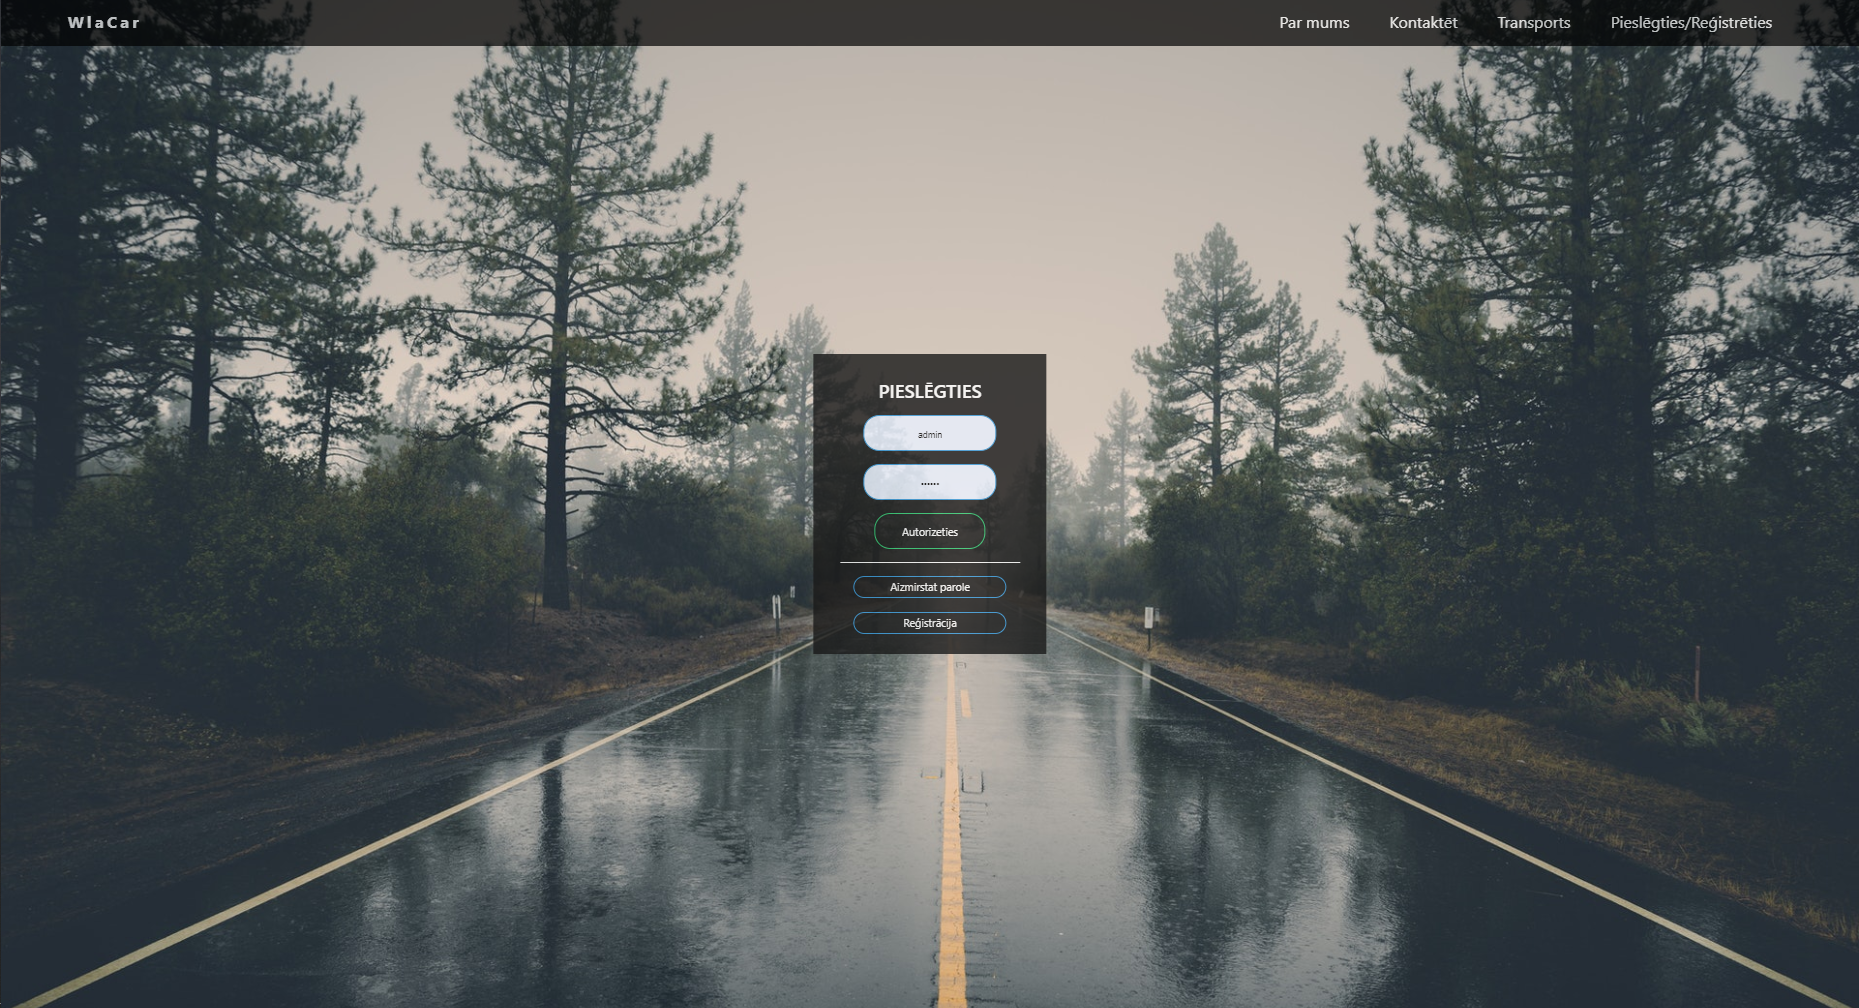 WlaCar
Par mums
Kontaktēt
Transports
Pieslēgties/Reģistrēties
PIESLĒGTIES
admin
••••••
Autorizeties
Aizmirstat parole
Reģistrācija